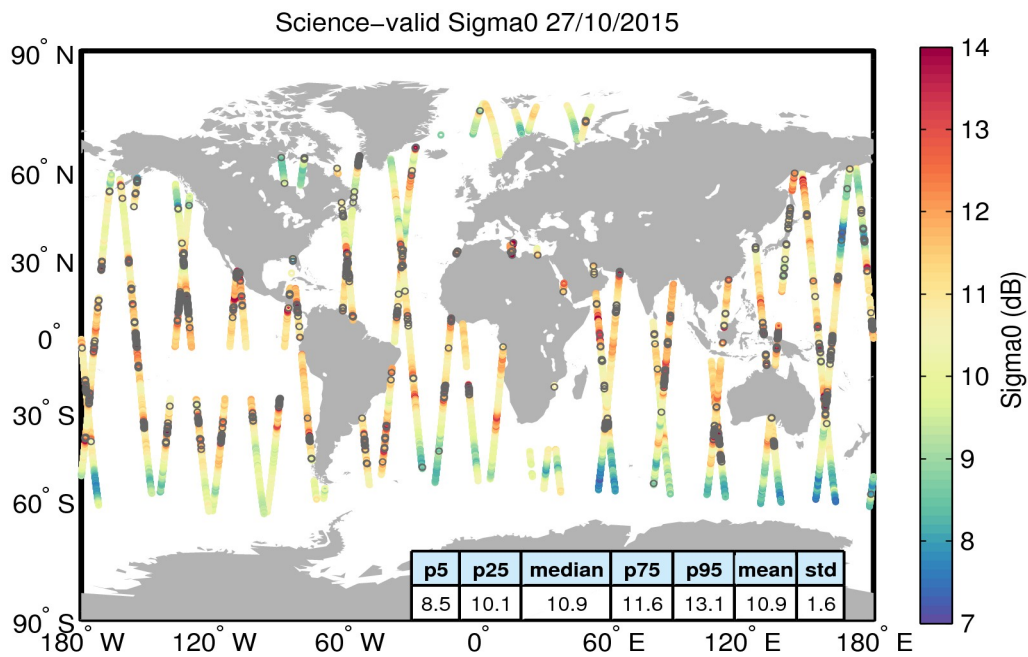 Science−valid Sigma0 27/10/2015
90° N
60° N
30° N
0°
30° S
60° S
90° S
180° W
120° W
60° W
0°
60° E
120° E
180° E
14
13
12
11
10
9
8
7
Sigma0 (dB)
p5 p25 median p75 p95 mean std
8.5 10.1 10.9 11.6 13.1 10.9 1.6